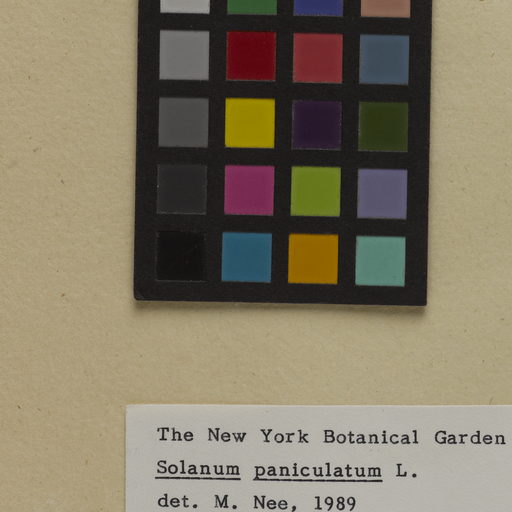 The New York Botanical Garden
Solanum paniculatum L.
det. M. Nee, 1989